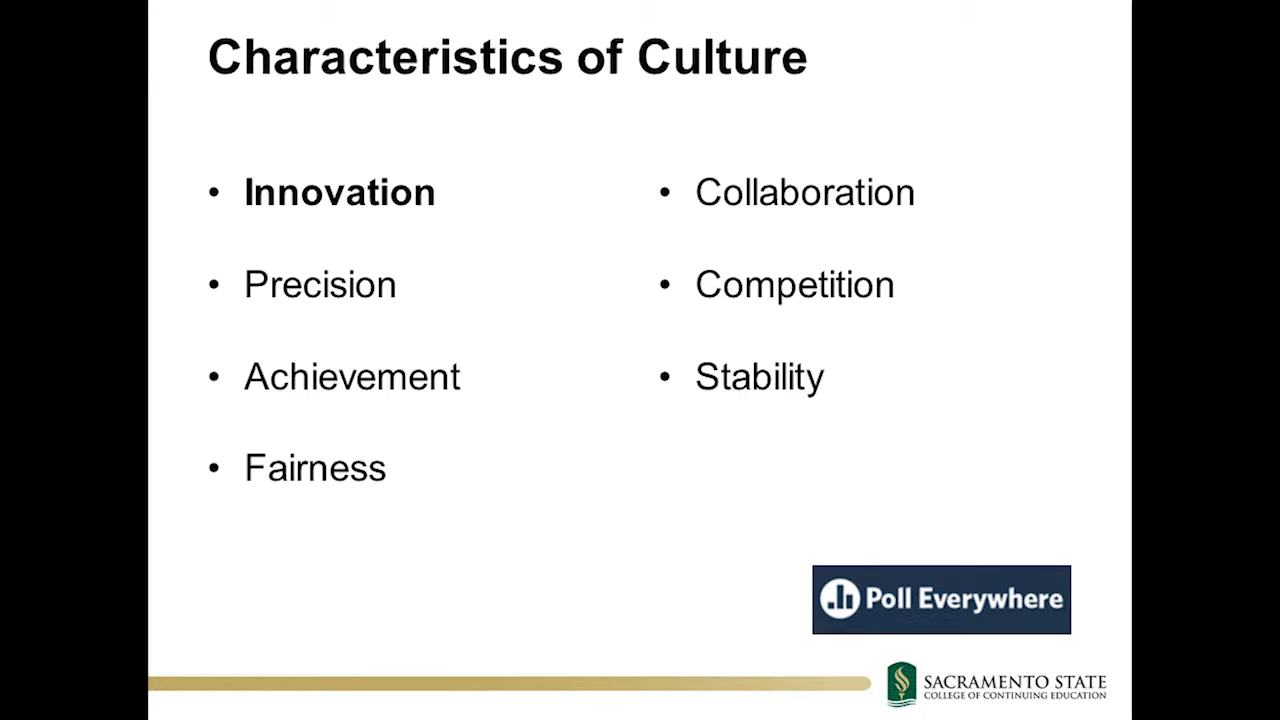 Characteristics of Culture
• Innovation
• Precision
• Achievement
• Fairness
• Collaboration
• Competition
• Stability
Poll Everywhere
SACRAMENTO STATE
COLLEGE OF CONTINUING EDUCATION